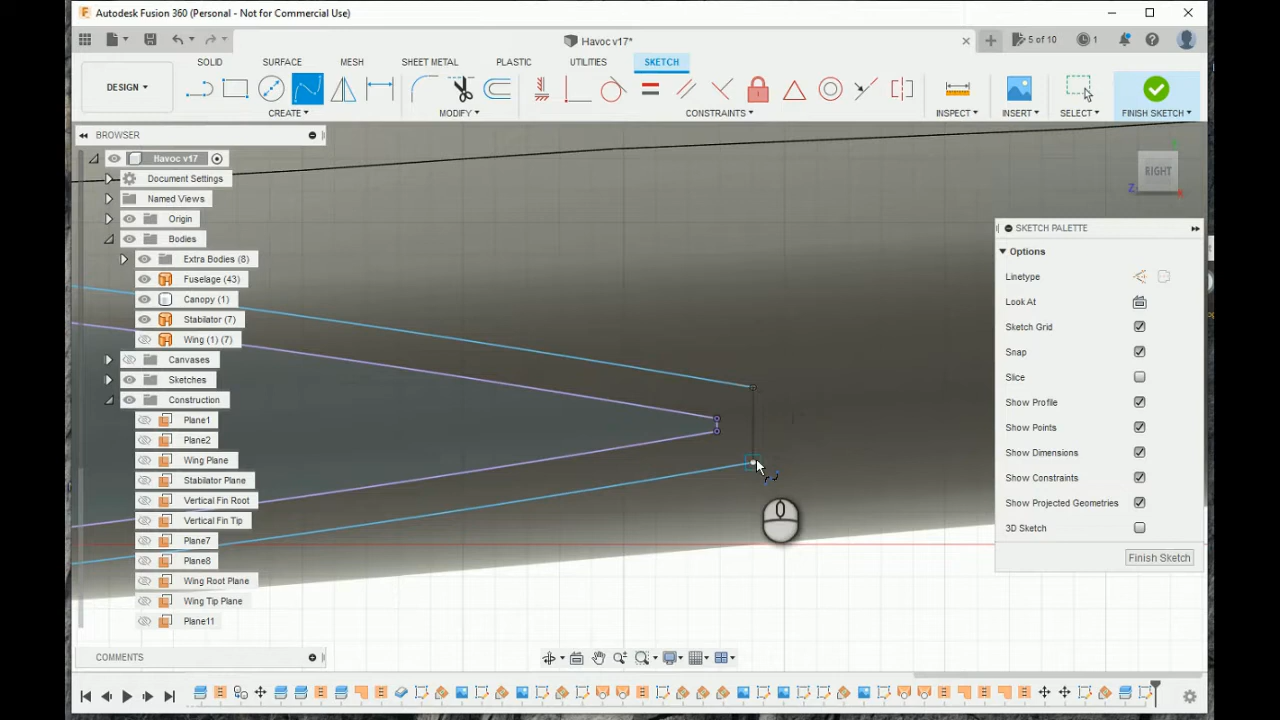 Autodesk Fusion 360 (Personal - Not for Commercial Use)
Havoc v17*
5 of 10
1
DESIGN
SOLID
SURFACE
MESH
SHEET METAL
PLASTIC
UTILITIES
SKETCH
CREATE
MODIFY
CONSTRAINTS
INSPECT
INSERT
SELECT
FINISH SKETCH
BROWSER
Havoc v17
Document Settings
Named Views
Origin
Bodies
Extra Bodies (8)
Fuselage (43)
Canopy (1)
Stabilator (7)
Wing (1) (7)
Canvases
Sketches
Construction
Plane1
Plane2
Wing Plane
Stabilator Plane
Vertical Fin Root
Vertical Fin Tip
Plane7
Plane8
Wing Root Plane
Wing Tip Plane
Plane11
COMMENTS
RIGHT
Z
X
SKETCH PALETTE
Options
Linetype
Look At
Sketch Grid
Snap
Slice
Show Profile
Show Points
Show Dimensions
Show Constraints
Show Projected Geometries
3D Sketch
Finish Sketch